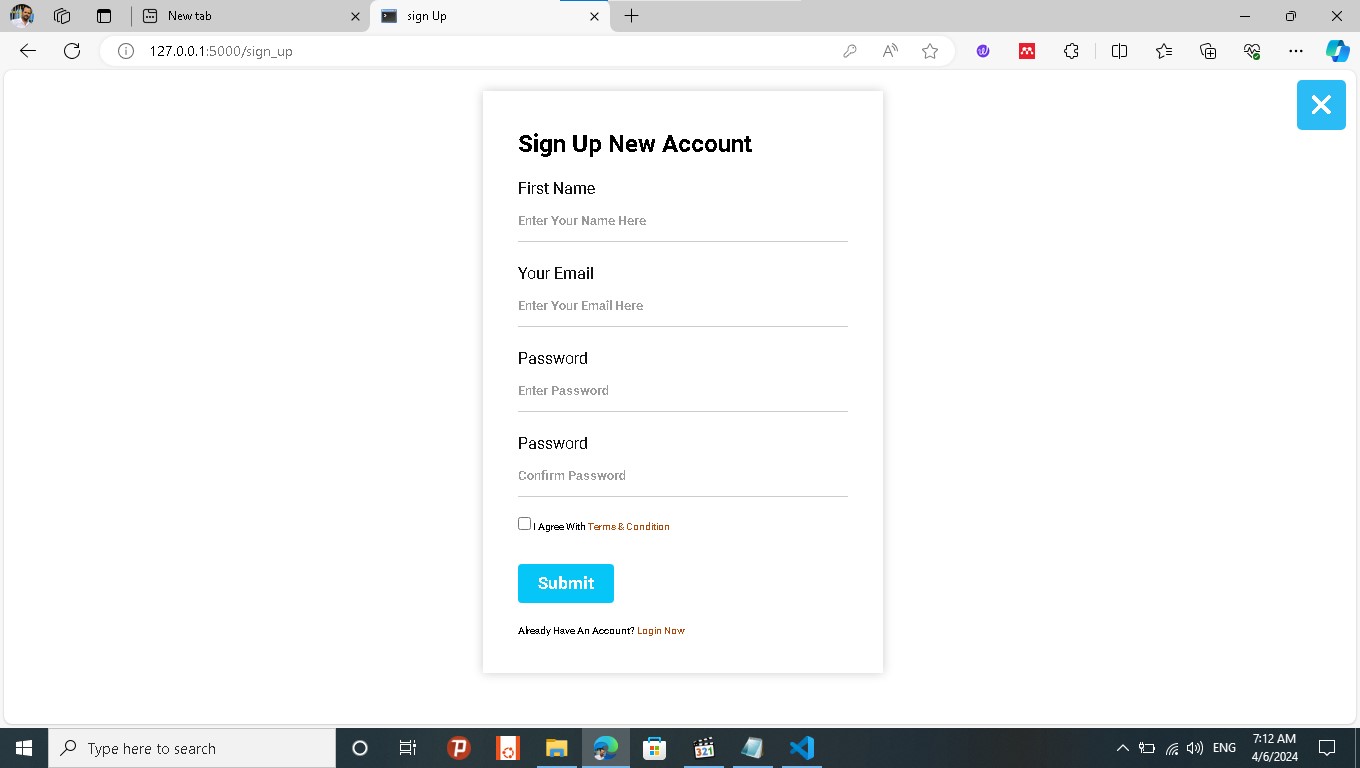 New tab
sign Up
127.0.0.1:5000/sign_up
Sign Up New Account
First Name
Enter Your Name Here
Your Email
Enter Your Email Here
Password
Enter Password
Password
Confirm Password
I Agree With Terms & Condition
Submit
Already Have An Account? Login Now
Type here to search
321
ENG
7:12 AM
4/6/2024